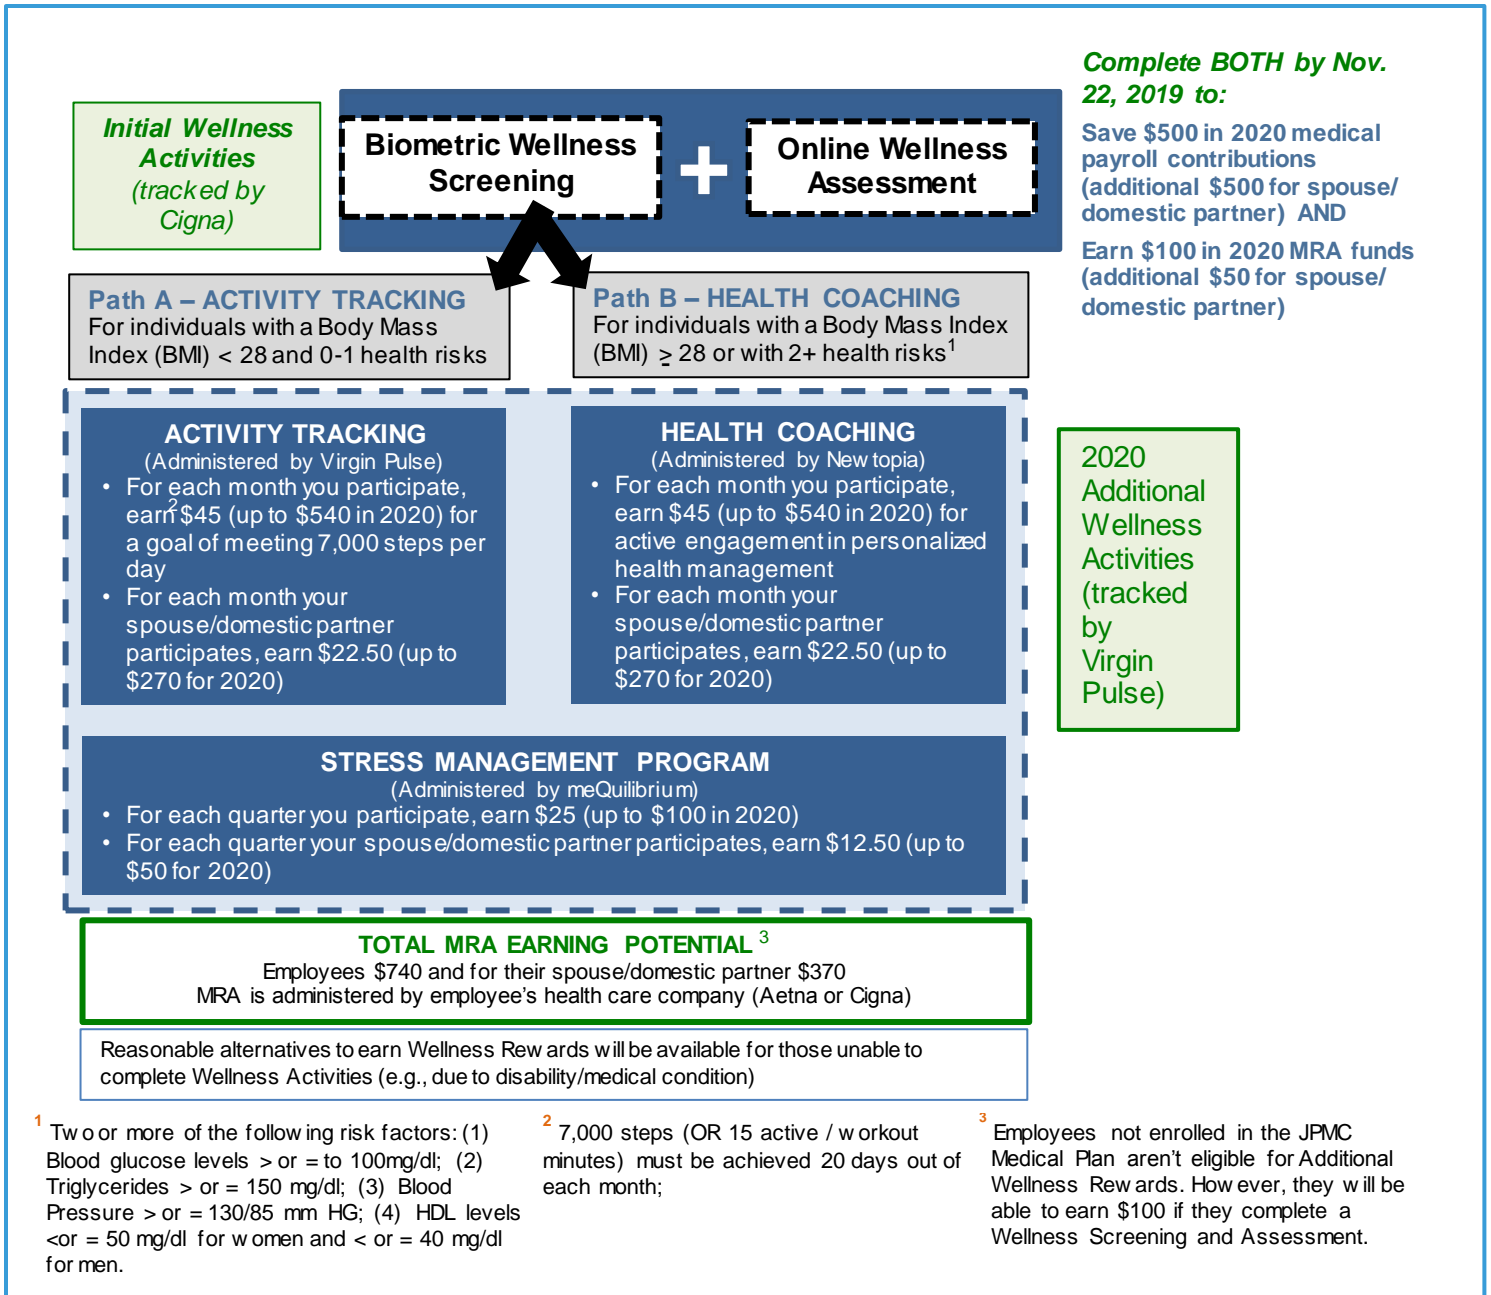 Initial Wellness
Activities
(tracked by
Cigna)
Biometric Wellness
Screening
+
Online Wellness
Assessment
Complete BOTH by Nov.
22, 2019 to:
Save $500 in 2020 medical
payroll contributions
(additional $500 for spouse/
domestic partner) AND
Earn $100 in 2020 MRA funds
(additional $50 for spouse/
domestic partner)
Path A – ACTIVITY TRACKING
For individuals with a Body Mass
Index (BMI) < 28 and 0-1 health risks
Path B – HEALTH COACHING
For individuals with a Body Mass Index
(BMI) ≥ 28 or with 2+ health risks1
ACTIVITY TRACKING
(Administered by Virgin Pulse)
• For each month you participate,
earn2 $45 (up to $540 in 2020) for
a goal of meeting 7,000 steps per
day
• For each month your
spouse/domestic partner
participates, earn $22.50 (up to
$270 for 2020)
HEALTH COACHING
(Administered by Newtopia)
• For each month you participate,
earn $45 (up to $540 in 2020) for
active engagement in personalized
health management
• For each month your
spouse/domestic partner
participates, earn $22.50 (up to
$270 for 2020)
2020
Additional
Wellness
Activities
(tracked
by
Virgin
Pulse)
STRESS MANAGEMENT PROGRAM
(Administered by meQuilibrium)
• For each quarter you participate, earn $25 (up to $100 in 2020)
• For each quarter your spouse/domestic partner participates, earn $12.50 (up to
$50 for 2020)
TOTAL MRA EARNING POTENTIAL 3
Employees $740 and for their spouse/domestic partner $370
MRA is administered by employee's health care company (Aetna or Cigna)
Reasonable alternatives to earn Wellness Rewards will be available for those unable to
complete Wellness Activities (e.g., due to disability/medical condition)
1 Two or more of the following risk factors: (1)
Blood glucose levels > or = to 100mg/dl; (2)
Triglycerides > or = 150 mg/dl; (3) Blood
Pressure > or = 130/85 mm HG; (4) HDL levels
<or = 50 mg/dl for women and < or = 40 mg/dl
for men.
2 7,000 steps (OR 15 active / workout
minutes) must be achieved 20 days out of
each month;
3 Employees not enrolled in the JPMC
Medical Plan aren't eligible for Additional
Wellness Rewards. However, they will be
able to earn $100 if they complete a
Wellness Screening and Assessment.